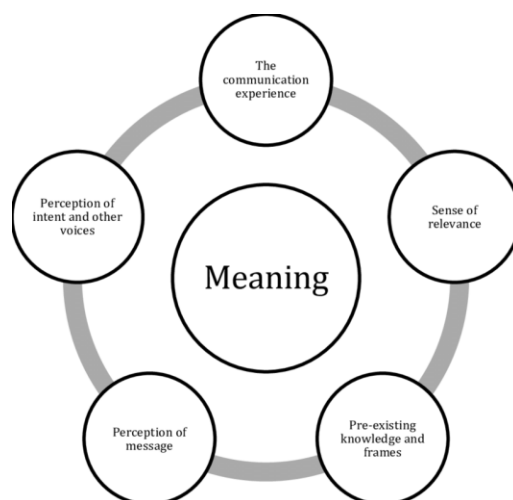 The
communication
experience
Perception of
intent and other
voices
Sense of
relevance
Meaning
Perception of
message
Pre-existing
knowledge and
frames